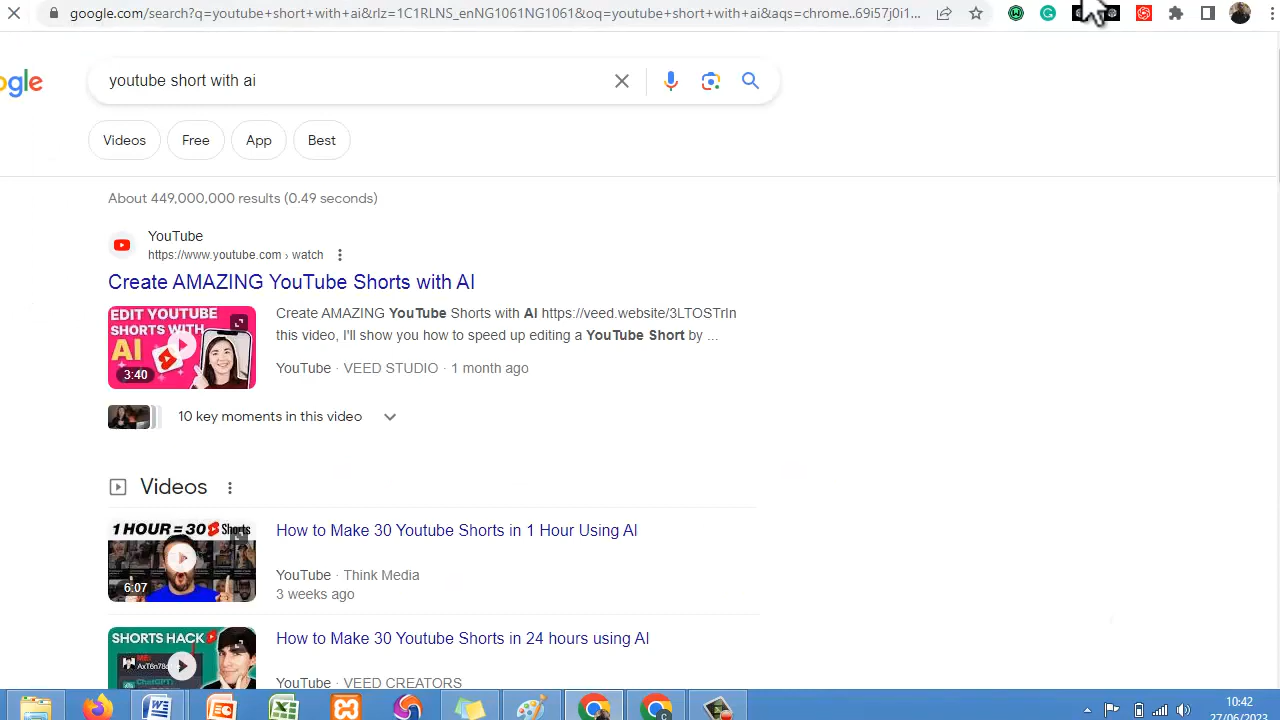 google.com/search?q=youtube+short+with+ai&rlz=1C1RLNS_enNG1061NG1061&oq=youtube+short+with+ai&aqs=chrome.69i57j0i1...
ogle
youtube short with ai
Videos
Free
App
Best
About 449,000,000 results (0.49 seconds)
YouTube
https://www.youtube.com › watch
Create AMAZING YouTube Shorts with AI
EDIT YOUTUBE
SHORTS WITH
AI
3:40
Create AMAZING YouTube Shorts with AI https://veed.website/3LTOSTrIn
this video, I'll show you how to speed up editing a YouTube Short by ...
YouTube · VEED STUDIO · 1 month ago
10 key moments in this video
Videos
1 HOUR = 30 Shorts
6:07
How to Make 30 Youtube Shorts in 1 Hour Using AI
YouTube · Think Media
3 weeks ago
SHORTS HACK
How to Make 30 Youtube Shorts in 24 hours using AI
YouTube · VEED CREATORS
10:42
27/06/2023